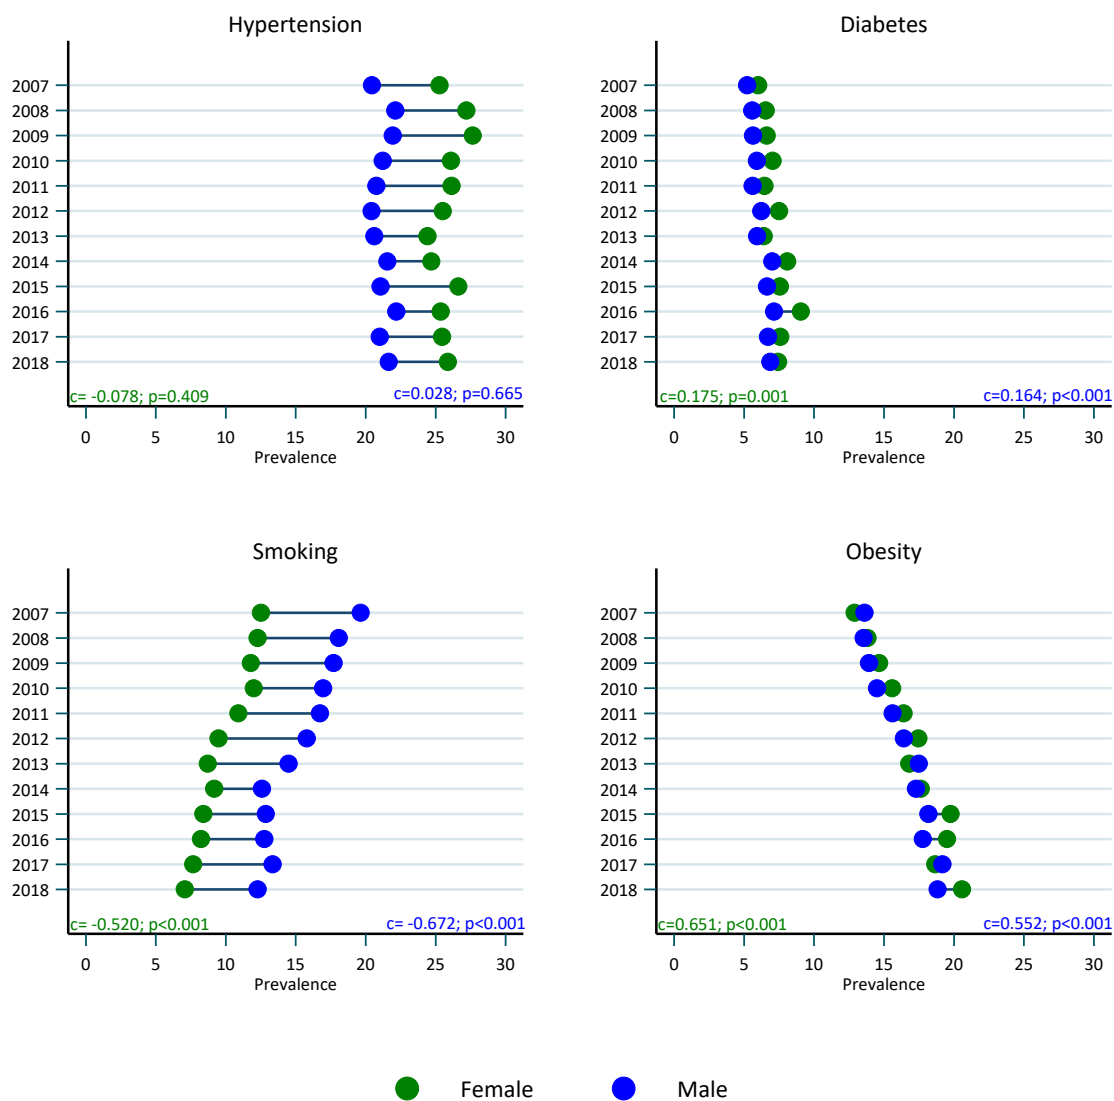 Hypertension
2007
2008
2009
2010
2011
2012
2013
2014
2015
2016
2017
2018
c= -0.078; p=0.409
c=0.028; p=0.665
0 5 10 15 20 25 30
Prevalence
Diabetes
2007
2008
2009
2010
2011
2012
2013
2014
2015
2016
2017
2018
c=0.175; p=0.001
c=0.164; p<0.001
0 5 10 15 20 25 30
Prevalence
Smoking
2007
2008
2009
2010
2011
2012
2013
2014
2015
2016
2017
2018
c= -0.520; p<0.001
c= -0.672; p<0.001
0 5 10 15 20 25 30
Prevalence
Obesity
2007
2008
2009
2010
2011
2012
2013
2014
2015
2016
2017
2018
c=0.651; p<0.001
c=0.552; p<0.001
0 5 10 15 20 25 30
Prevalence
Female Male